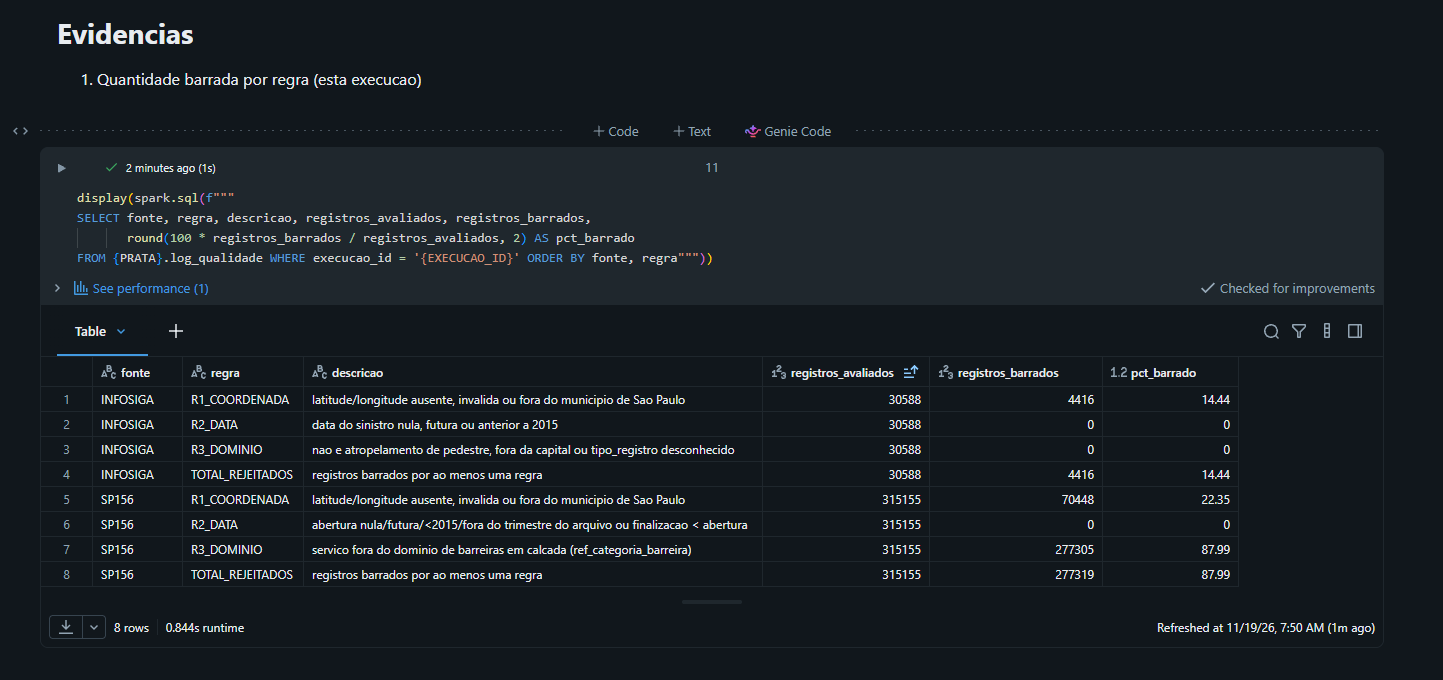 Evidencias
1. Quantidade barrada por regra (esta execucao)
+ Code + Text Genie Code
2 minutes ago (1s) 11
display(spark.sql(f"""
SELECT fonte, regra, descricao, registros_avaliados, registros_barrados,
round(100 * registros_barrados / registros_avaliados, 2) AS pct_barrado
FROM {PRATA}.log_qualidade WHERE execucao_id = '{EXECUCAO_ID}' ORDER BY fonte, regra"""))
See performance (1) Checked for improvements
Table +
fonte regra descricao registros_avaliados registros_barrados 1.2 pct_barrado
1 INFOSIGA R1_COORDENADA latitude/longitude ausente, invalida ou fora do municipio de Sao Paulo 30588 4416 14.44
2 INFOSIGA R2_DATA data do sinistro nula, futura ou anterior a 2015 30588 0 0
3 INFOSIGA R3_DOMINIO nao e atropelamento de pedestre, fora da capital ou tipo_registro desconhecido 30588 0 0
4 INFOSIGA TOTAL_REJEITADOS registros barrados por ao menos uma regra 30588 4416 14.44
5 SP156 R1_COORDENADA latitude/longitude ausente, invalida ou fora do municipio de Sao Paulo 315155 70448 22.35
6 SP156 R2_DATA abertura nula/futura/<2015/fora do trimestre do arquivo ou finalizacao < abertura 315155 0 0
7 SP156 R3_DOMINIO servico fora do dominio de barreiras em calcada (ref_categoria_barreira) 315155 277305 87.99
8 SP156 TOTAL_REJEITADOS registros barrados por ao menos uma regra 315155 277319 87.99
8 rows 0.844s runtime Refreshed at 11/19/26, 7:50 AM (1m ago)